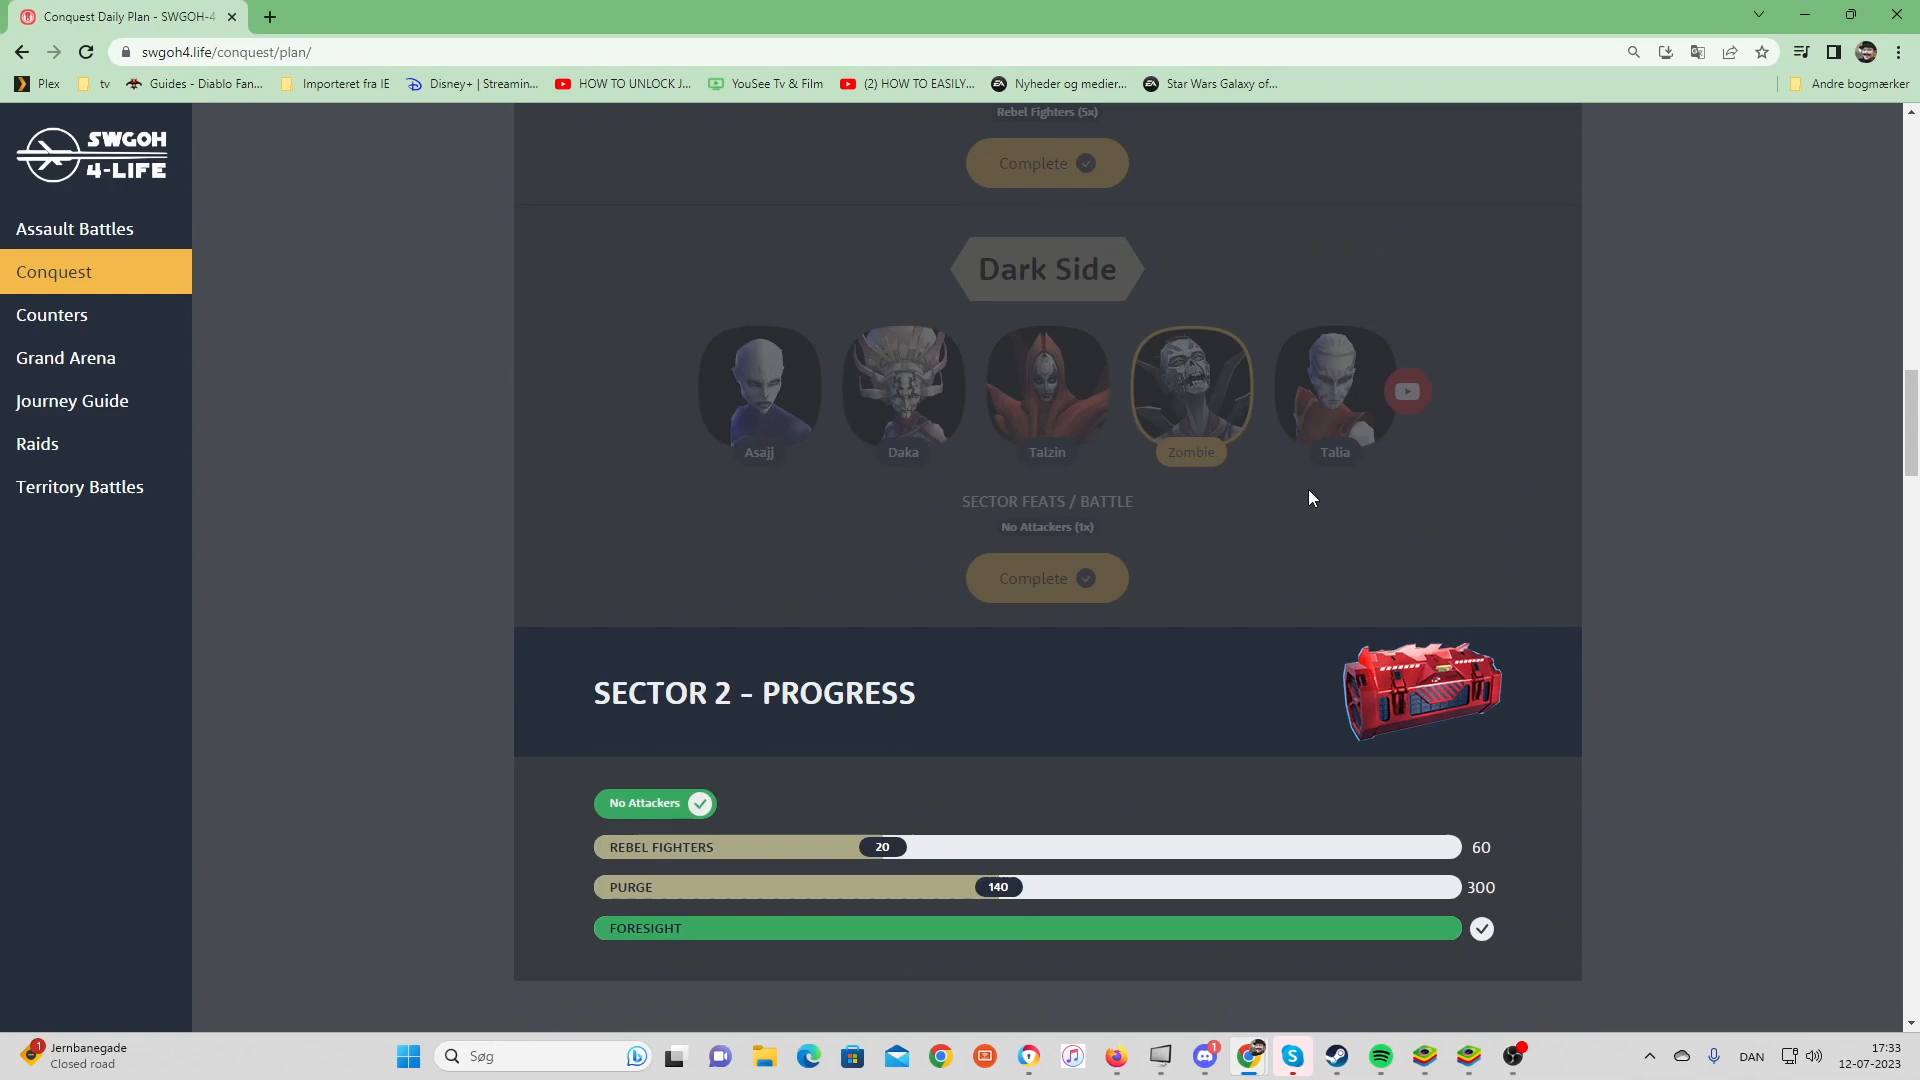 Conquest Daily Plan - SWGOH-4
swgoh4.life/conquest/plan/
Plex
tv
Guides - Diablo Fan...
Importeret fra IE
Disney+ | Streamin...
HOW TO UNLOCK J...
YouSee Tv & Film
(2) HOW TO EASILY...
Nyheder og medier...
Star Wars Galaxy of...
Andre bogmærker
SWGOH
4-LIFE
Assault Battles
Conquest
Counters
Grand Arena
Journey Guide
Raids
Territory Battles
Rebel Fighters (5x)
Complete
Dark Side
Asajj
Daka
Talzin
Zombie
Talia
SECTOR FEATS / BATTLE
No Attackers (1x)
Complete
SECTOR 2 - PROGRESS
No Attackers
REBEL FIGHTERS 20 60
PURGE 140 300
FORESIGHT
1
Jernbanegade
Closed road
Søg
1
DAN
17:33
12-07-2023